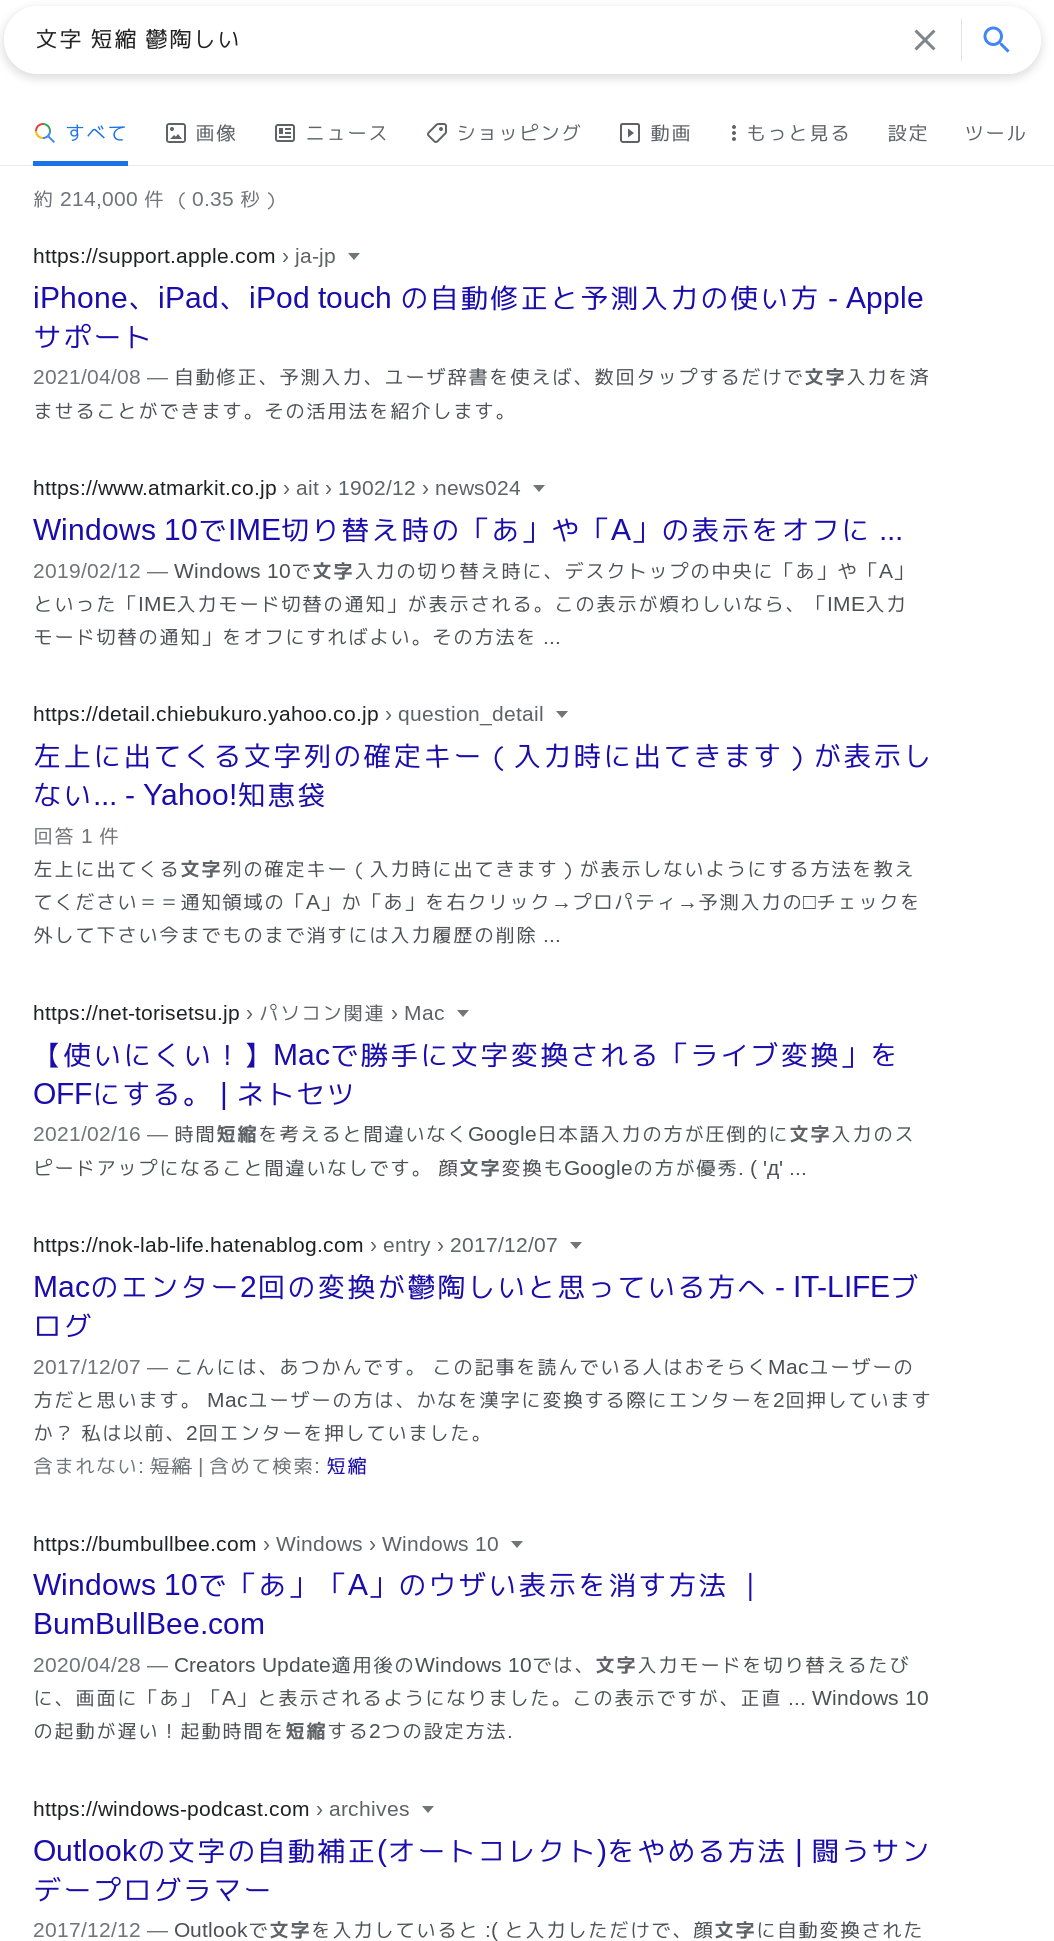 文字 短縮 鬱陶しい
すべて 画像 ニュース ショッピング 動画 もっと見る 設定 ツール
約 214,000 件 （0.35 秒）
https://support.apple.com › ja-jp
iPhone、iPad、iPod touch の自動修正と予測入力の使い方 - Apple
サポート
2021/04/08 — 自動修正、予測入力、ユーザ辞書を使えば、数回タップするだけで文字入力を済
ませることができます。その活用法を紹介します。
https://www.atmarkit.co.jp › ait › 1902/12 › news024
Windows 10でIME切り替え時の「あ」や「A」の表示をオフに ...
2019/02/12 — Windows 10で文字入力の切り替え時に、デスクトップの中央に「あ」や「A」
といった「IME入力モード切替の通知」が表示される。この表示が煩わしいなら、「IME入力
モード切替の通知」をオフにすればよい。その方法を ...
https://detail.chiebukuro.yahoo.co.jp › question_detail
左上に出てくる文字列の確定キー（入力時に出てきます）が表示し
ない... - Yahoo!知恵袋
回答 1 件
左上に出てくる文字列の確定キー（入力時に出てきます）が表示しないようにする方法を教え
てください＝＝通知領域の「A」か「あ」を右クリック→プロパティ→予測入力の□チェックを
外して下さい今までものまで消すには入力履歴の削除 ...
https://net-torisetsu.jp › パソコン関連 › Mac
【使いにくい！】Macで勝手に文字変換される「ライブ変換」を
OFFにする。 | ネトセツ
2021/02/16 — 時間短縮を考えると間違いなくGoogle日本語入力の方が圧倒的に文字入力のス
ピードアップになること間違いなしです。 顔文字変換もGoogleの方が優秀. ( 'д' ...
https://nok-lab-life.hatenablog.com › entry › 2017/12/07
Macのエンター2回の変換が鬱陶しいと思っている方へ - IT-LIFEブ
ログ
2017/12/07 — こんには、あつかんです。 この記事を読んでいる人はおそらくMacユーザーの
方だと思います。 Macユーザーの方は、かなを漢字に変換する際にエンターを2回押しています
か？ 私は以前、2回エンターを押していました。
含まれない: 短縮 | 含めて検索: 短縮
https://bumbullbee.com › Windows › Windows 10
Windows 10で「あ」「A」のウザい表示を消す方法 ｜
BumBullBee.com
2020/04/28 — Creators Update適用後のWindows 10では、文字入力モードを切り替えるたび
に、画面に「あ」「A」と表示されるようになりました。この表示ですが、正直 ... Windows 10
の起動が遅い！起動時間を短縮する2つの設定方法.
https://windows-podcast.com › archives
Outlookの文字の自動補正(オートコレクト)をやめる方法 | 闘うサン
デープログラマー
2017/12/12 — Outlookで文字を入力していると :( と入力しただけで、顔文字に自動変換された